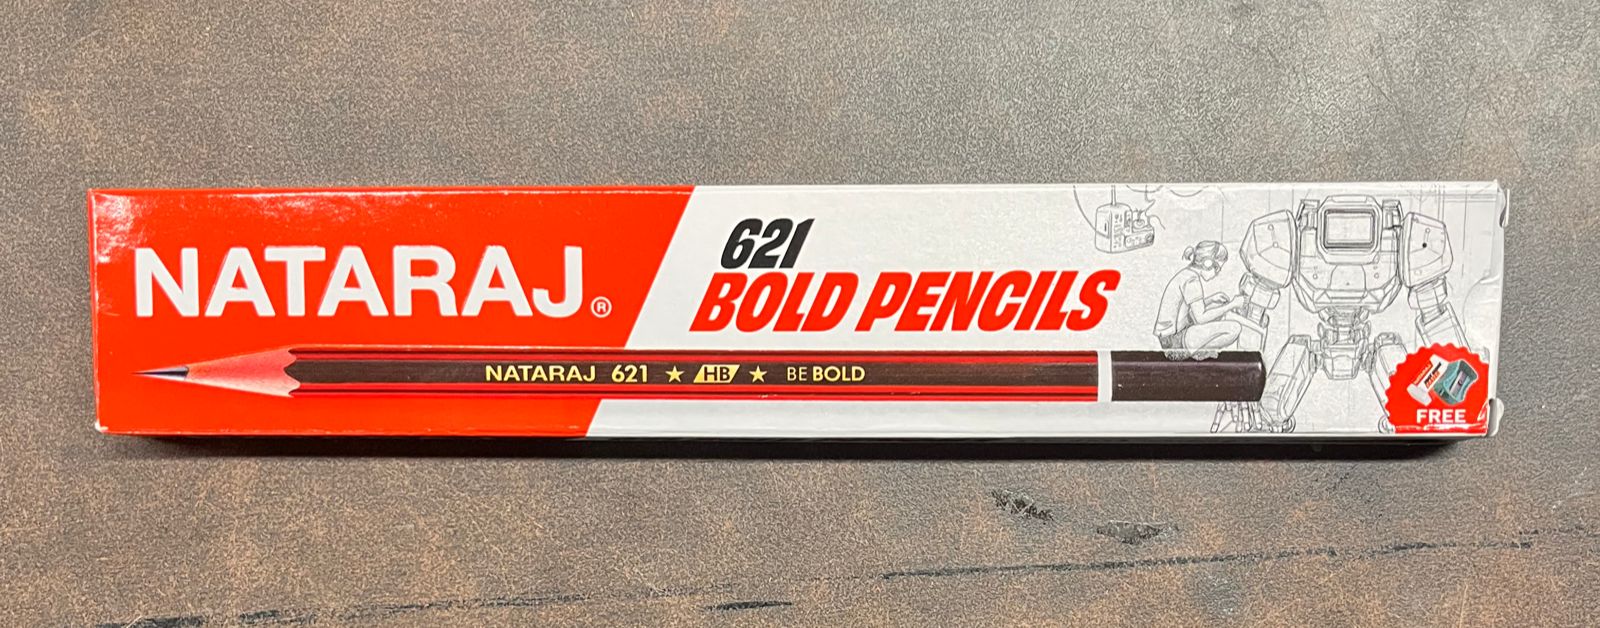 NATARAJ®
621
BOLD PENCILS
NATARAJ 621 ★ HB ★ BE BOLD
FREE